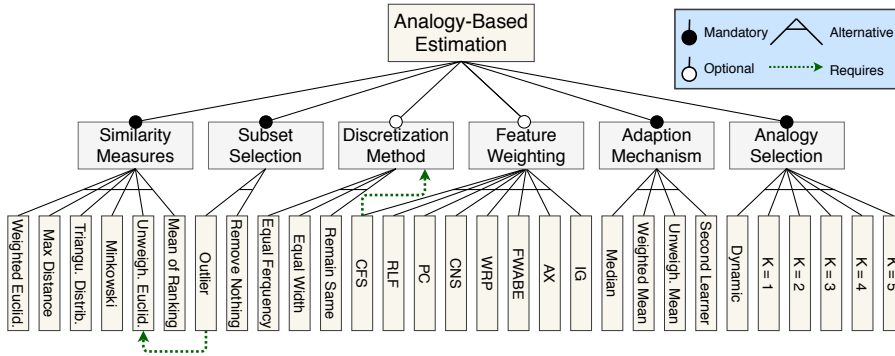 Analogy-Based
Estimation
Mandatory
Alternative
Optional
Requires
Similarity
Measures
Subset
Selection
Discretization
Method
Feature
Weighting
Adaption
Mechanism
Analogy
Selection
Weighted Euclid.
Max Distance
Triangu. Distrib.
Minkowski
Unweigh. Euclid.
Mean of Ranking
Outlier
Remove Nothing
Equal Ferquency
Equal Width
Remain Same
CFS
RLF
PC
CNS
WRP
FWABE
AX
IG
Median
Weighted Mean
Unweigh. Mean
Second Learner
Dynamic
K = 1
K = 2
K = 3
K = 4
K = 5